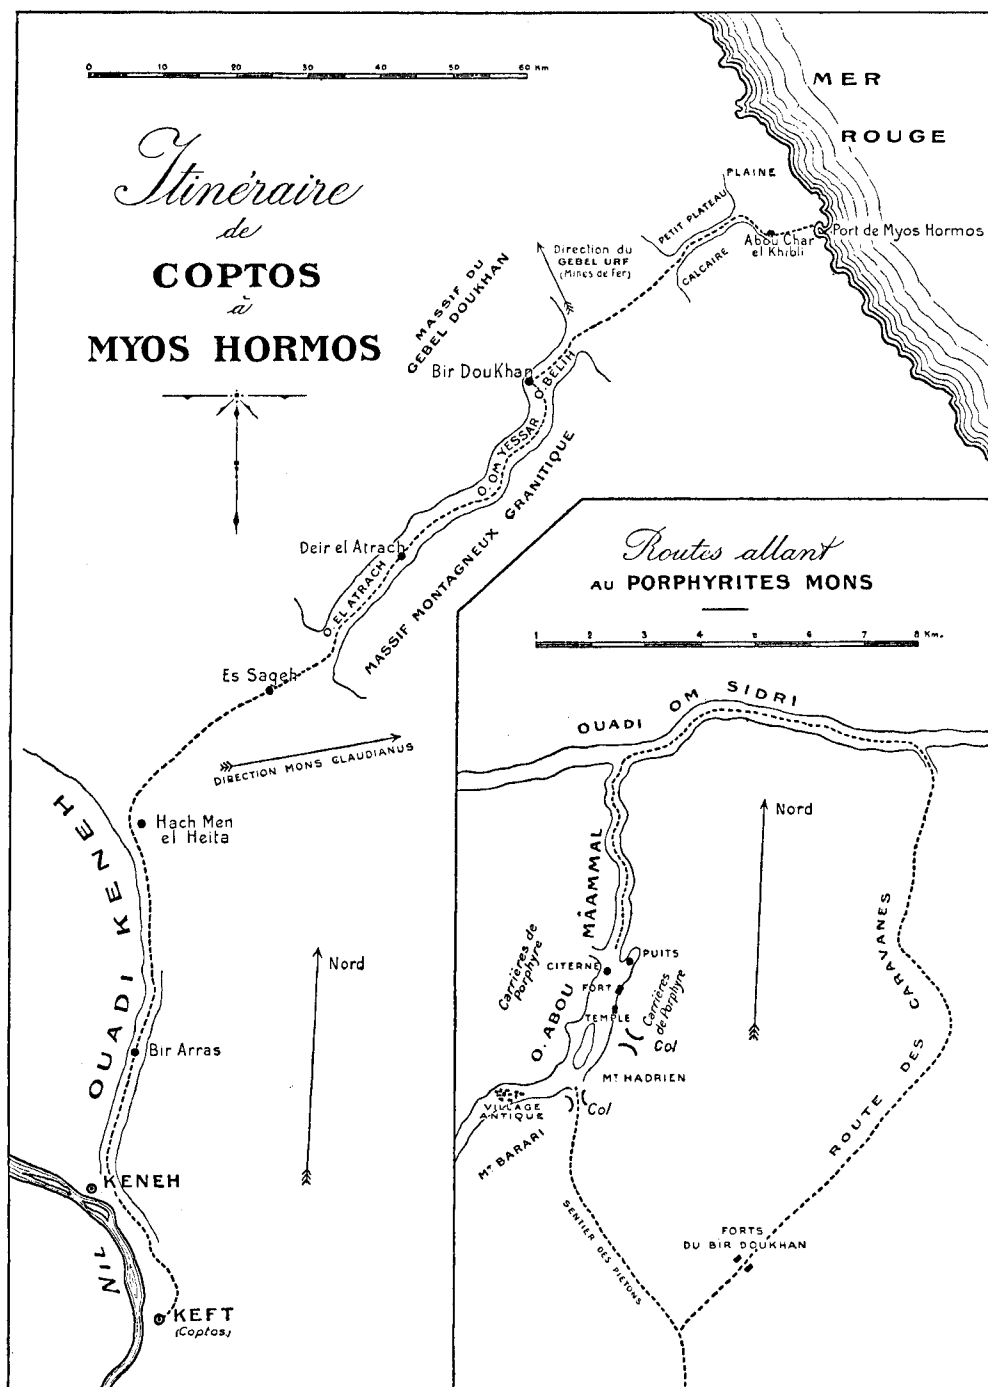 0 10 20 30 40 50 60 Km
Itinéraire
de
COPTOS
à
MYOS HORMOS
MER
ROUGE
PLAINE
PETIT PLATEAU
CALCAIRE
Abou Char
el Khibli
Port de Myos Hormos
Direction du
GEBEL URF
(Mines de Fer)
MASSIF DU
GEBEL DOUKHAN
Bir Doukhan
O. BELIH
O. OM YESSAR
MASSIF MONTAGNEUX GRANITIQUE
Deir el Atrach
O. EL ATRACH
Es Saqeh
DIRECTION MONS CLAUDIANUS
Hach Men
el Heita
OUADI KENEH
Nord
Bir Arras
KENEH
NIL
KEFT
(Coptos)
Routes allant
AU PORPHYRITES MONS
1 2 3 4 5 6 7 8 Km.
OUADI OM SIDRI
Nord
O. ABOU MÂAMMAL
Carrières de
Porphyre
PUITS
CITERNE
FORT
TEMPLE
Carrières
de Porphyre
Col
MT HADRIEN
Col
VILLAGE
ANTIQUE
MT BARARI
SENTIER DES PIETONS
ROUTE DES CARAVANES
FORTS
DU BIR DOUKHAN